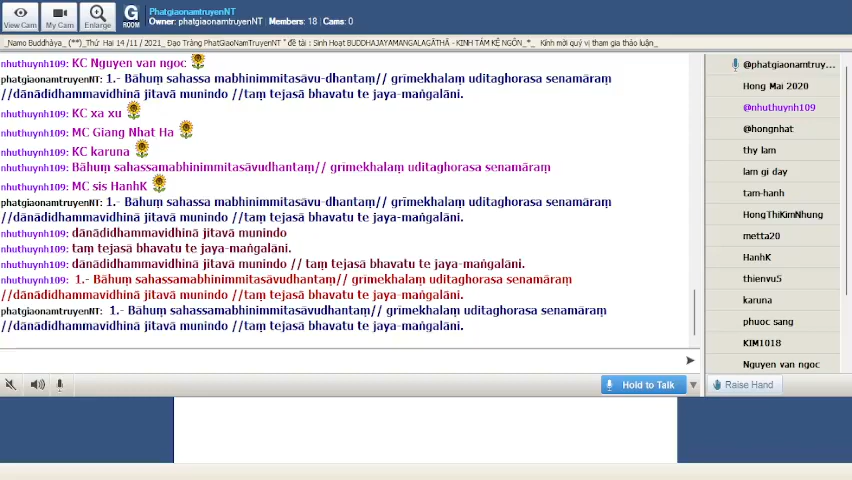 PhatgiaonamtruyenNT
Owner: phatgiaonamtruyenNT Members: 18 Cams: 0
View Cam
My Cam
Enlarge
G
ROOM
_Namo Buddhàya_ (**)_Thứ Hai 14 /11 / 2021_ Đạo Tràng PhatGiaoNamTruyenNT " đề tài : Sinh Hoạt BUDDHAJAYAMANGALAGĀTHĀ - KINH TÁM KỆ NGÔN_*_ Kính mời quý vị tham gia thảo luận_
nhuthuynh109: KC Nguyen van ngoc
phatgiaonamtruyenNT: 1.- Bāhuṃ sahassa mabhinimmitasāvu-dhantaṃ// grīmekhalaṃ uditaghorasa senamāraṃ
//dānādidhammavidhinā jitavā munindo //taṃ tejasā bhavatu te jaya-maṅgalāni.
nhuthuynh109: KC xa xu
nhuthuynh109: MC Giang Nhat Ha
nhuthuynh109: KC karuna
nhuthuynh109: Bāhuṃ sahassamabhinimmitasāvudhantaṃ// grīmekhalaṃ uditaghorasa senamāraṃ
nhuthuynh109: MC sis HanhK
phatgiaonamtruyenNT: 1.- Bāhuṃ sahassa mabhinimmitasāvu-dhantaṃ// grīmekhalaṃ uditaghorasa senamāraṃ
//dānādidhammavidhinā jitavā munindo //taṃ tejasā bhavatu te jaya-maṅgalāni.
nhuthuynh109: dānādidhammavidhinā jitavā munindo
nhuthuynh109: taṃ tejasā bhavatu te jaya-maṅgalāni.
nhuthuynh109: dānādidhammavidhinā jitavā munindo // taṃ tejasā bhavatu te jaya-maṅgalāni.
nhuthuynh109: 1.- Bāhuṃ sahassamabhinimmitasāvudhantaṃ// grīmekhalaṃ uditaghorasa senamāraṃ
//dānādidhammavidhinā jitavā munindo //taṃ tejasā bhavatu te jaya-maṅgalāni.
phatgiaonamtruyenNT: 1.- Bāhuṃ sahassamabhinimmitasāvudhantaṃ// grīmekhalaṃ uditaghorasa senamāraṃ
//dānādidhammavidhinā jitavā munindo //taṃ tejasā bhavatu te jaya-maṅgalāni.
@phatgiaonamtruy...
Hong Mai 2020
@nhuthuynh109
@hongnhat
thy lam
lam gi day
tam-hanh
HongThiKimNhung
metta20
HanhK
thienvu5
karuna
phuoc sang
KIM1018
Nguyen van ngoc
Hold to Talk
Raise Hand